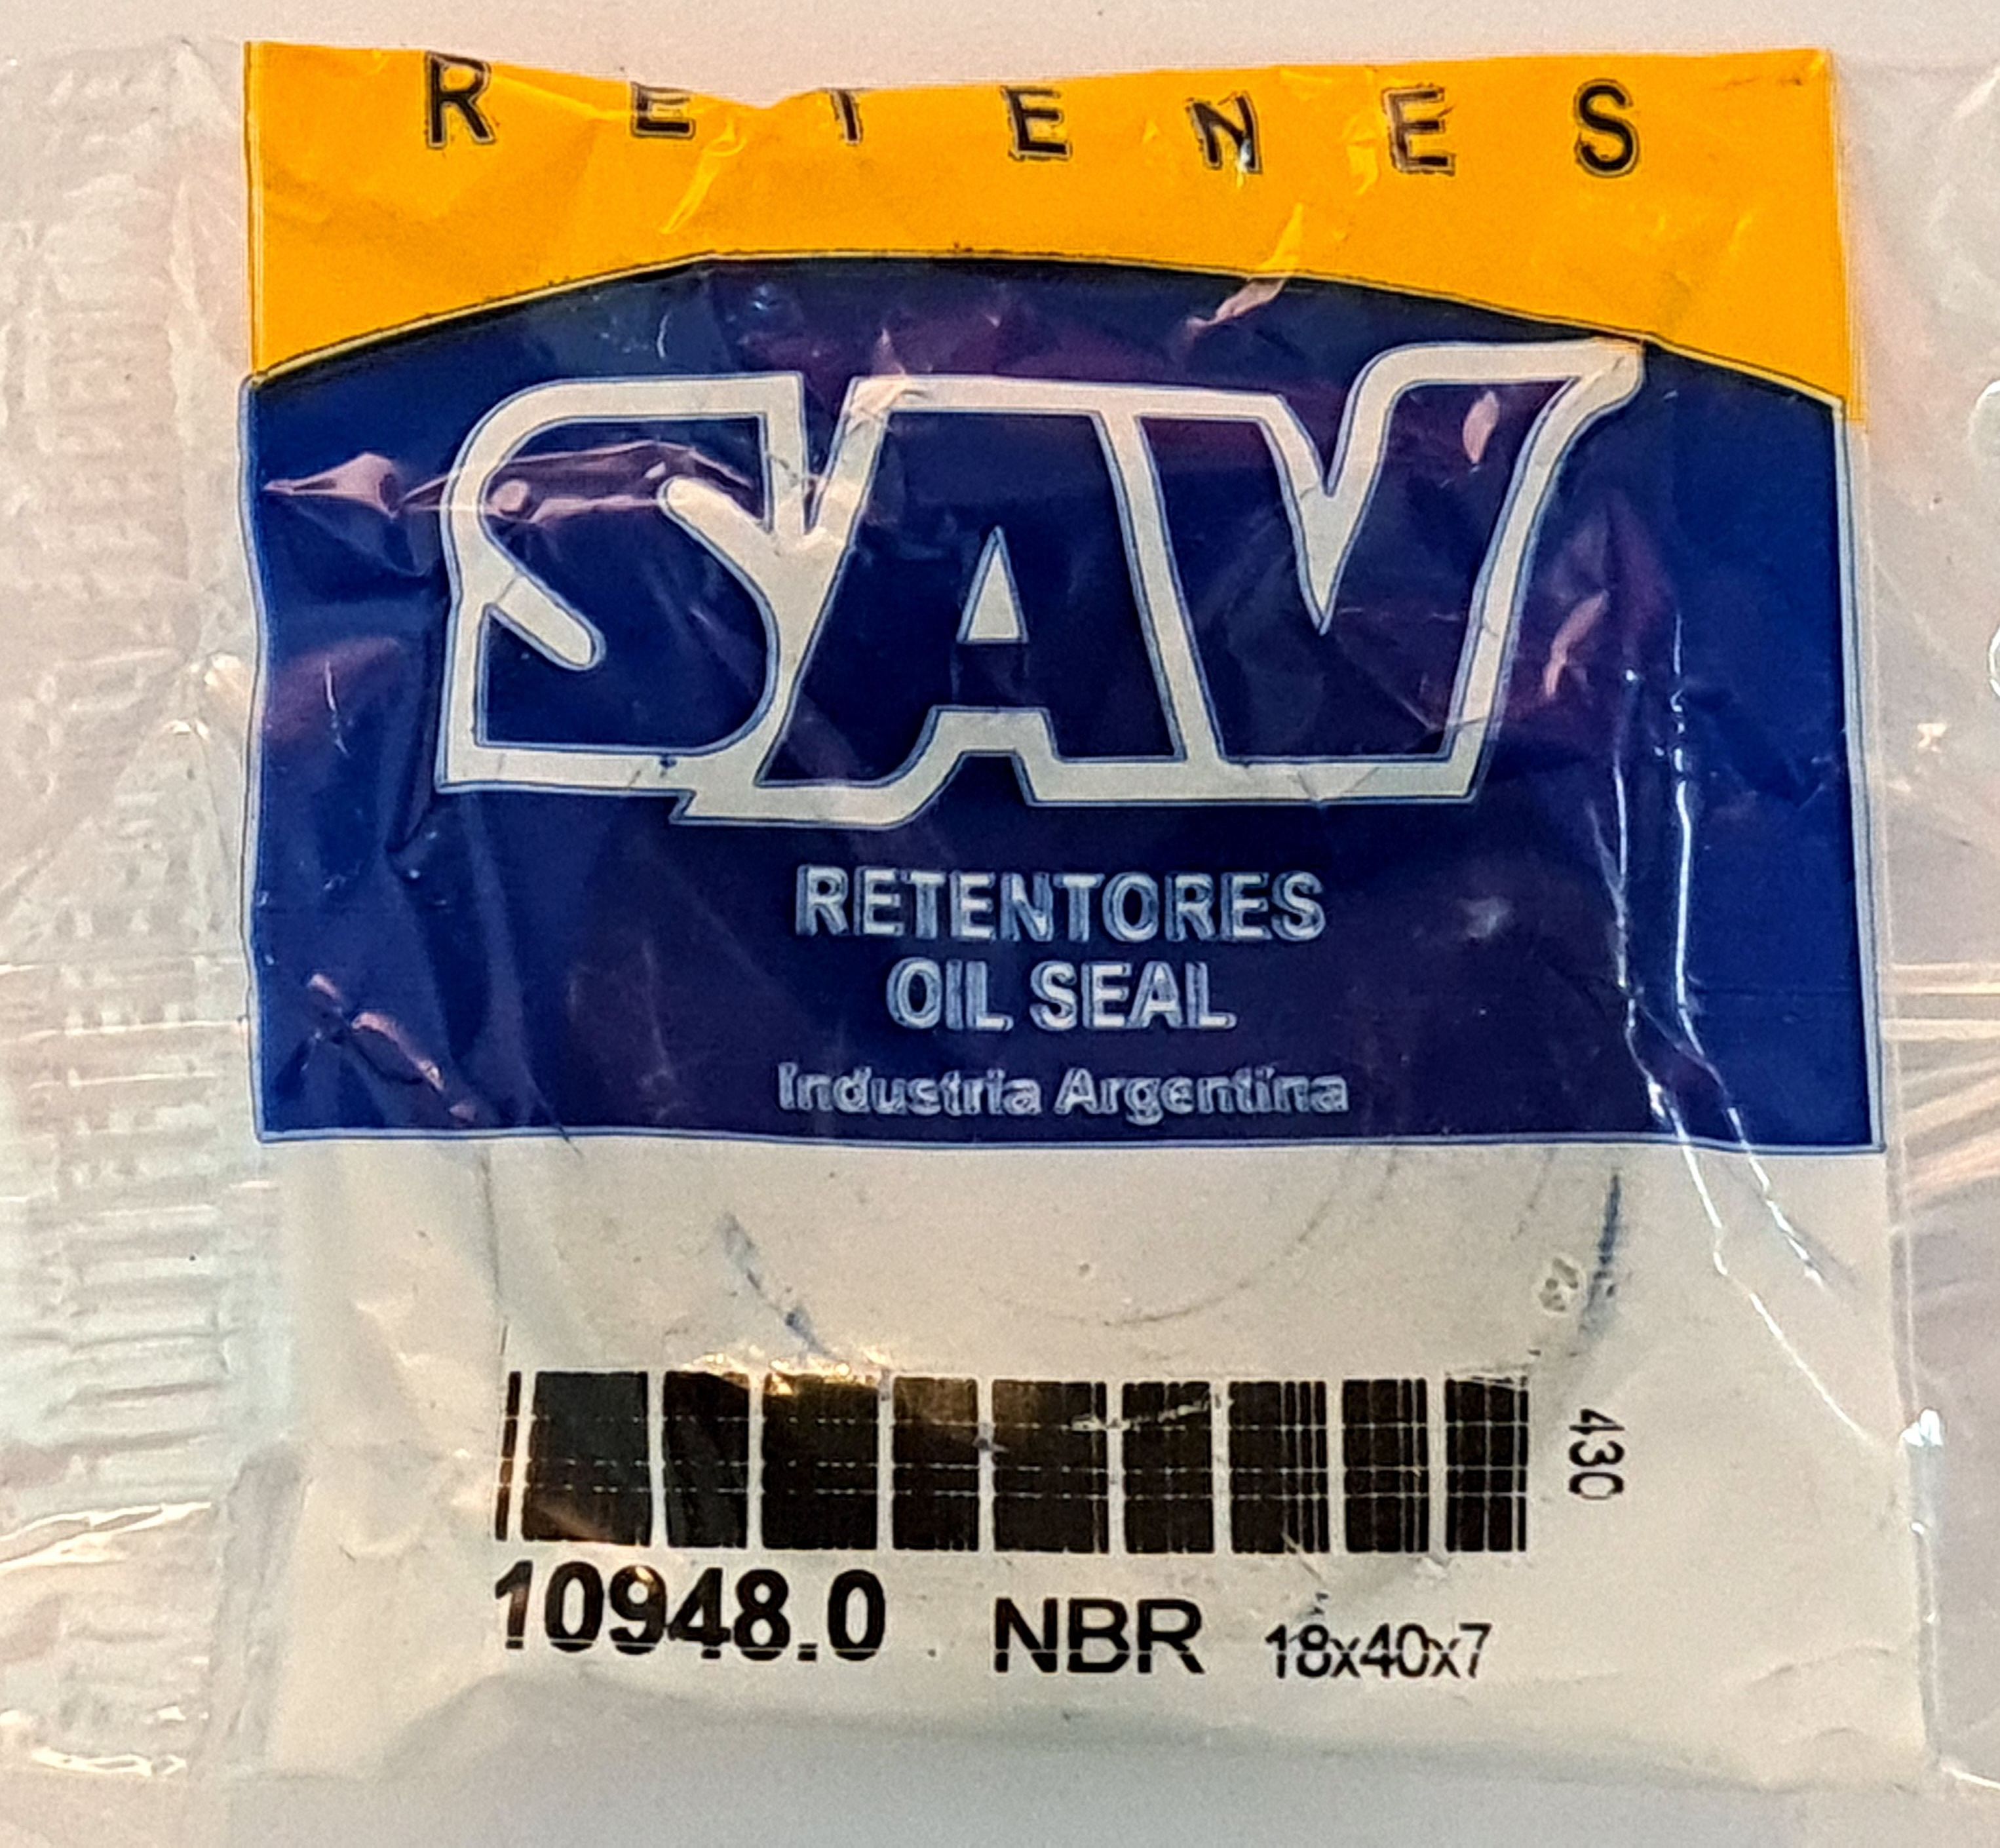 RETENES
SAV
RETENTORES
OIL SEAL
Industria Argentina
430
10948.0 NBR 18x40x7